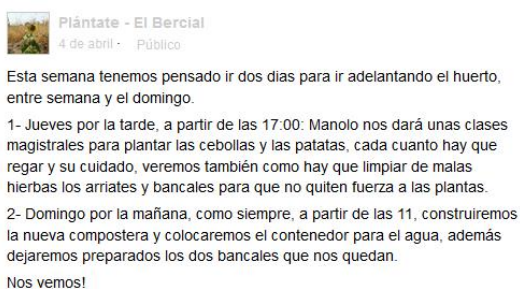 Plántate - El Bercial
4 de abril · Público
Esta semana tenemos pensado ir dos dias para ir adelantando el huerto,
entre semana y el domingo.
1- Jueves por la tarde, a partir de las 17:00: Manolo nos dará unas clases
magistrales para plantar las cebollas y las patatas, cada cuanto hay que
regar y su cuidado, veremos también como hay que limpiar de malas
hierbas los arriates y bancales para que no quiten fuerza a las plantas.
2- Domingo por la mañana, como siempre, a partir de las 11, construiremos
la nueva compostera y colocaremos el contenedor para el agua, además
dejaremos preparados los dos bancales que nos quedan.
Nos vemos!